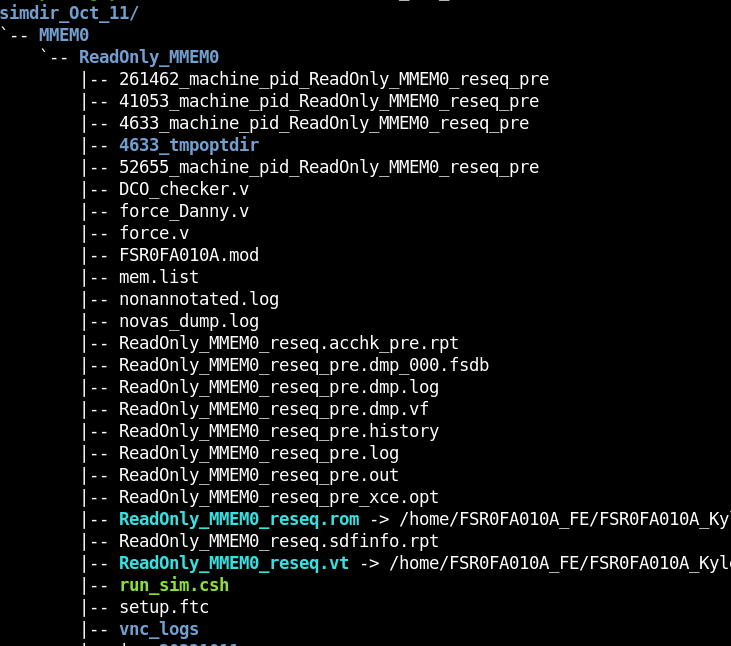 simdir_Oct_11/
`-- MMEM0
    `-- ReadOnly_MMEM0
        |-- 261462_machine_pid_ReadOnly_MMEM0_reseq_pre
        |-- 41053_machine_pid_ReadOnly_MMEM0_reseq_pre
        |-- 4633_machine_pid_ReadOnly_MMEM0_reseq_pre
        |-- 4633_tmpoptdir
        |-- 52655_machine_pid_ReadOnly_MMEM0_reseq_pre
        |-- DCO_checker.v
        |-- force_Danny.v
        |-- force.v
        |-- FSR0FA010A.mod
        |-- mem.list
        |-- nonannotated.log
        |-- novas_dump.log
        |-- ReadOnly_MMEM0_reseq.acchk_pre.rpt
        |-- ReadOnly_MMEM0_reseq_pre.dmp_000.fsdb
        |-- ReadOnly_MMEM0_reseq_pre.dmp.log
        |-- ReadOnly_MMEM0_reseq_pre.dmp.vf
        |-- ReadOnly_MMEM0_reseq_pre.history
        |-- ReadOnly_MMEM0_reseq_pre.log
        |-- ReadOnly_MMEM0_reseq_pre.out
        |-- ReadOnly_MMEM0_reseq_pre_xce.opt
        |-- ReadOnly_MMEM0_reseq.rom -> /home/FSR0FA010A_FE/FSR0FA010A_Ky
        |-- ReadOnly_MMEM0_reseq.sdfinfo.rpt
        |-- ReadOnly_MMEM0_reseq.vt -> /home/FSR0FA010A_FE/FSR0FA010A_Kyl
        |-- run_sim.csh
        |-- setup.ftc
        |-- vnc_logs